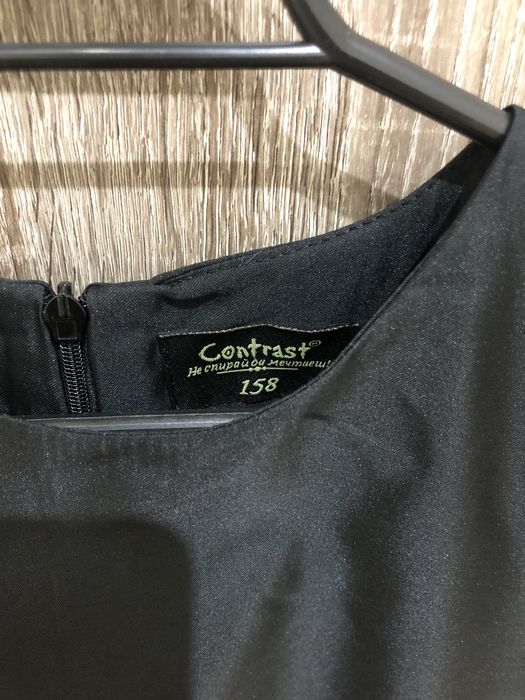 Contrast®
Не спирай да мечтаеш!
158